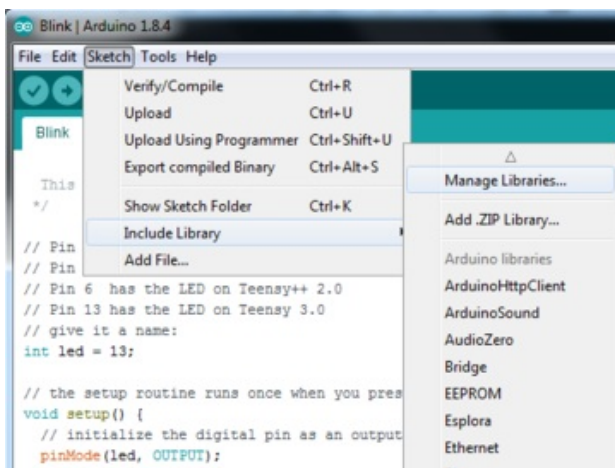 Blink | Arduino 1.8.4
File Edit Sketch Tools Help
Verify/Compile Ctrl+R
Upload Ctrl+U
Upload Using Programmer Ctrl+Shift+U
Export compiled Binary Ctrl+Alt+S
Show Sketch Folder Ctrl+K
Include Library
Add File...
Manage Libraries...
Add .ZIP Library...
Arduino libraries
ArduinoHttpClient
ArduinoSound
AudioZero
Bridge
EEPROM
Esplora
Ethernet
Blink
This
*/
// Pin
// Pin
// Pin 6 has the LED on Teensy++ 2.0
// Pin 13 has the LED on Teensy 3.0
// give it a name:
int led = 13;
// the setup routine runs once when you pres
void setup() {
// initialize the digital pin as an output
pinMode(led, OUTPUT);